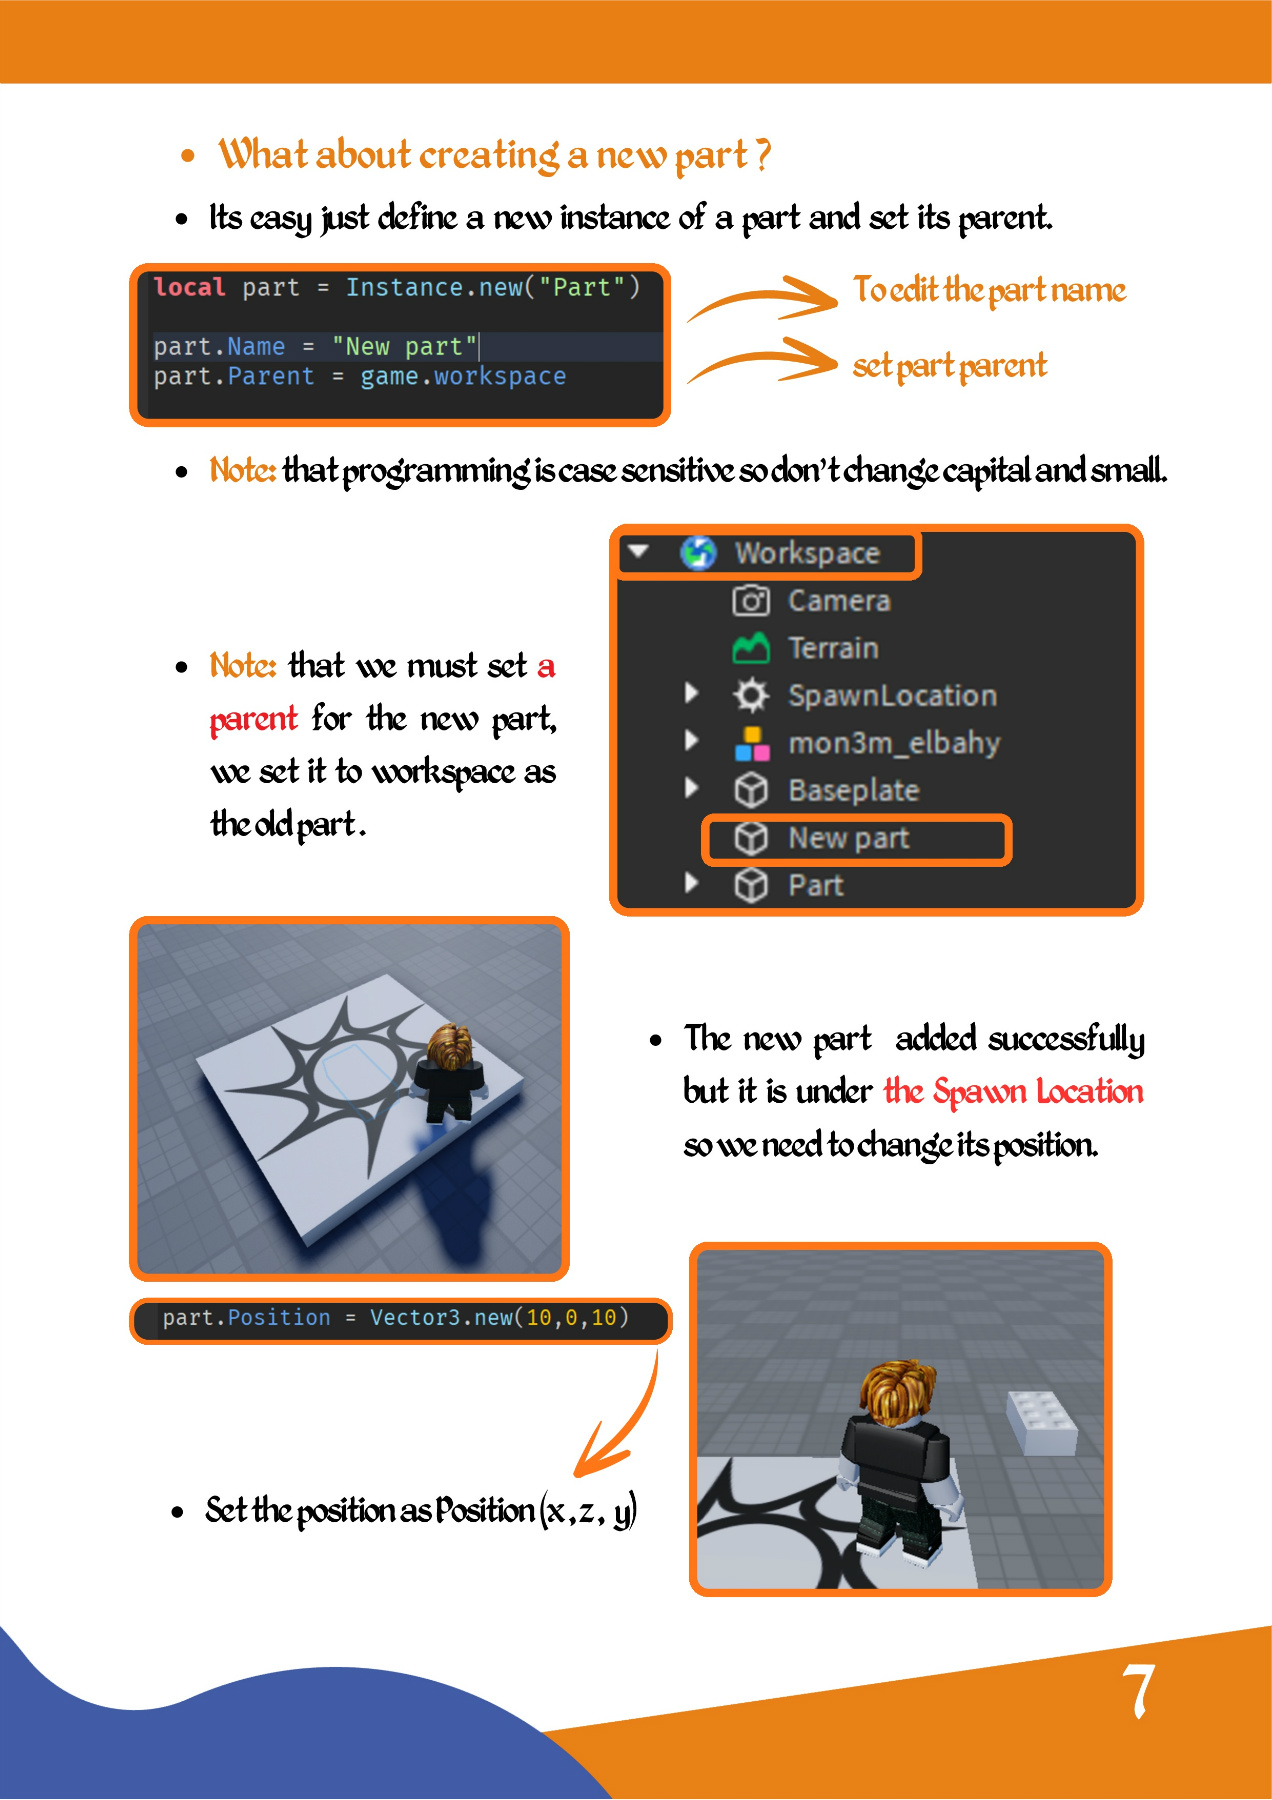 What about creating a new part ?
Its easy just define a new instance of a part and set its parent.
local part = Instance.new("Part")
part.Name = "New part"
part.Parent = game.workspace
To edit the part name
set part parent
Note: that programming is case sensitive so don't change capital and small.
Workspace
Camera
Terrain
SpawnLocation
mon3m_elbahy
Baseplate
New part
Part
Note: that we must set a
parent for the new part,
we set it to workspace as
the old part .
The new part added successfully
but it is under the Spawn Location
so we need to change its position.
part.Position = Vector3.new(10,0,10)
Set the position as Position (x , z , y)
7